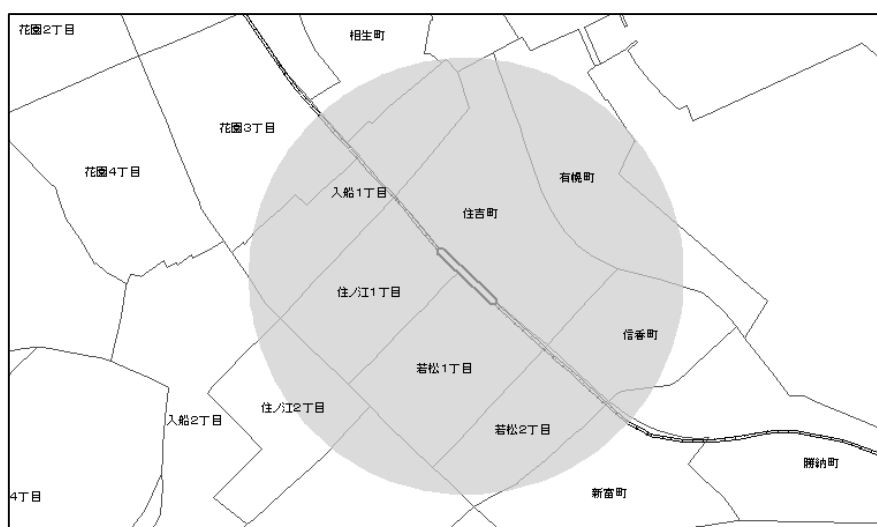 花園2丁目
相生町
花園3丁目
花園4丁目
有幌町
入船1丁目
住吉町
住ノ江1丁目
信香町
若松1丁目
住ノ江2丁目
入船2丁目
若松2丁目
勝納町
新富町
4丁目